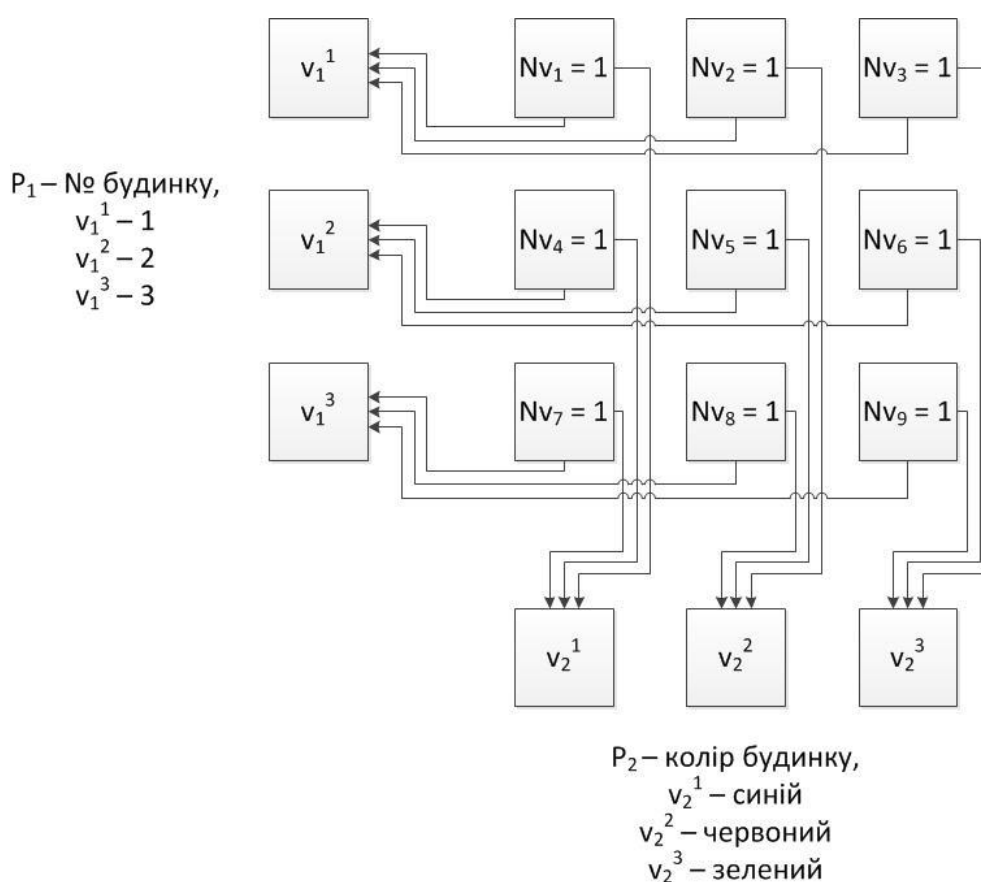 v₁¹ Nv₁ = 1 Nv₂ = 1 Nv₃ = 1
P₁ – № будинку,
v₁¹ – 1
v₁² – 2
v₁³ – 3
v₁² Nv₄ = 1 Nv₅ = 1 Nv₆ = 1
v₁³ Nv₇ = 1 Nv₈ = 1 Nv₉ = 1
v₂¹ v₂² v₂³
P₂ – колір будинку,
v₂¹ – синій
v₂² – червоний
v₂³ – зелений